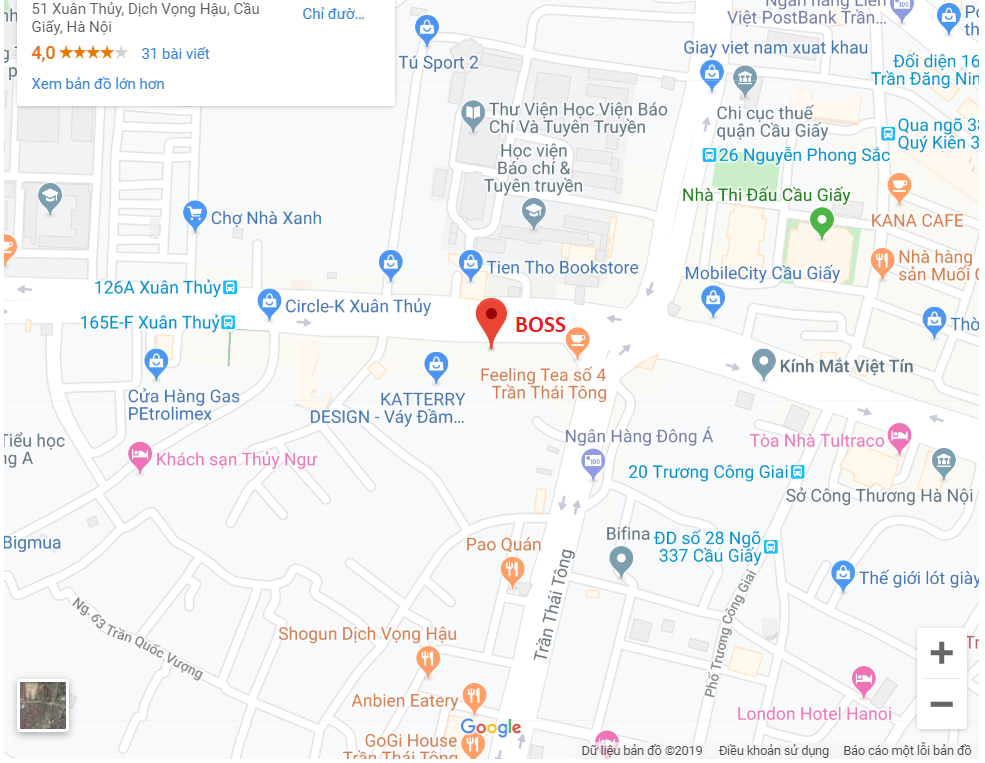 51 Xuân Thủy, Dịch Vọng Hậu, Cầu
Giấy, Hà Nội
Chỉ đườ...
4,0
31 bài viết
Xem bản đồ lớn hơn
Tú Sport 2
Việt PostBank Trần...
Giay viet nam xuat khau
Đối diện 16
Trần Đăng Nin
Thư Viện Học Viện Báo
Chí Và Tuyên Truyền
Chi cục thuế
quận Cầu Giấy
Qua ngõ 38
Quý Kiên 3
Học viện
Báo chí &
Tuyên truyền
26 Nguyễn Phong Sắc
Nhà Thi Đấu Cầu Giấy
KANA CAFE
Chợ Nhà Xanh
Nhà hàng
sản Muối
Tien Tho Bookstore
MobileCity Cầu Giấy
126A Xuân Thủy
Circle-K Xuân Thủy
165E-F Xuân Thuỷ
BOSS
Thờ
Feeling Tea số 4
Trần Thái Tông
Kính Mắt Việt Tín
Cửa Hàng Gas
PEtrolimex
KATTERRY
DESIGN - Váy Đầm...
Tiểu học
ng A
Khách sạn Thủy Ngư
Ngân Hàng Đông Á
Tòa Nhà Tultraco
20 Trương Công Giai
Sở Công Thương Hà Nội
Bigmua
Pao Quán
Bifina
ĐD số 28 Ngõ
337 Cầu Giấy
Thế giới lót giày
Trần Thái Tông
Phố Trương Công Giai
Ng. 63 Trần Quốc Vượng
Shogun Dịch Vọng Hậu
Anbien Eatery
London Hotel Hanoi
Google
GoGi House
Trần Thái Tông
Dữ liệu bản đồ ©2019
Điều khoản sử dụng
Báo cáo một lỗi bản đồ